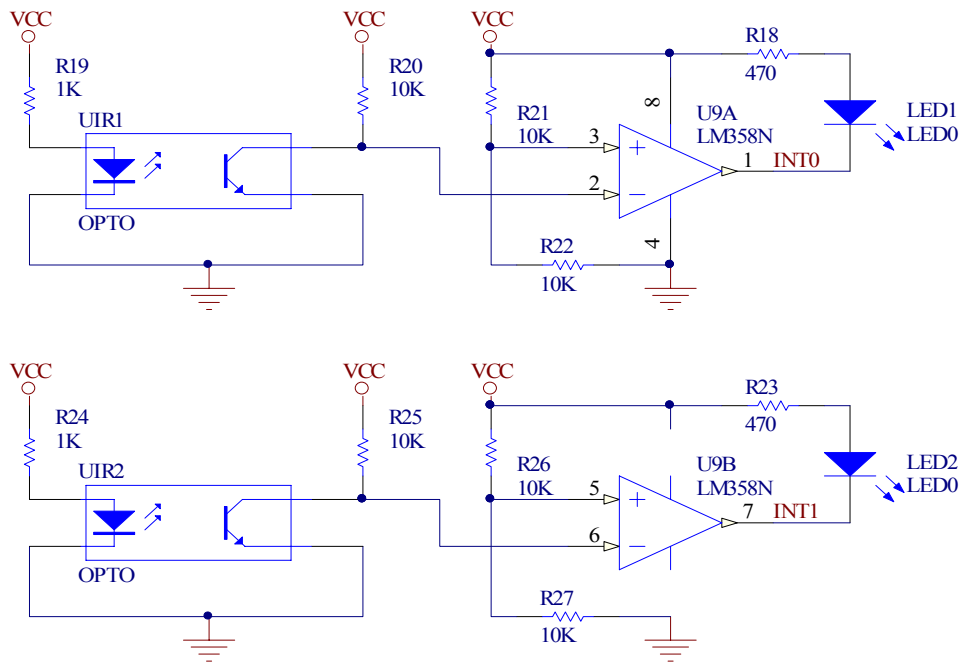 VCC
R19
1K
UIR1
OPTO
VCC
R20
10K
VCC
R21
10K
3
2
8
4
U9A
LM358N
1
INT0
R18
470
LED1
LED0
R22
10K
VCC
R24
1K
UIR2
OPTO
VCC
R25
10K
VCC
R26
10K
5
6
U9B
LM358N
7
INT1
R23
470
LED2
LED0
R27
10K